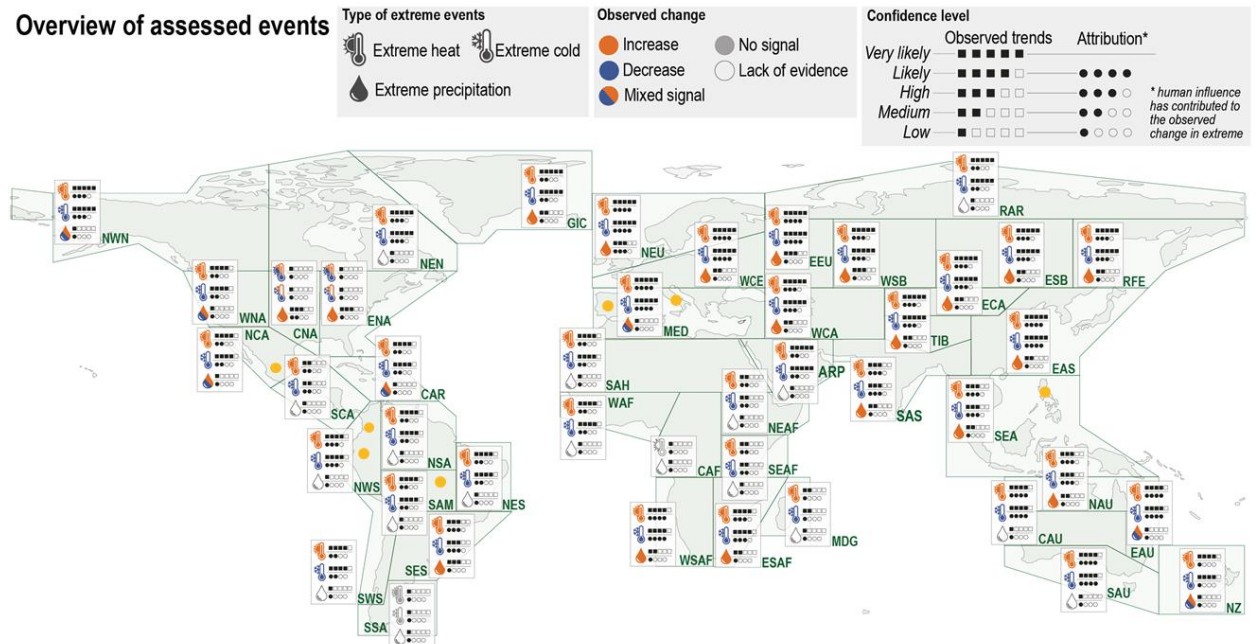 Overview of assessed events
Type of extreme events
Extreme heat
Extreme cold
Extreme precipitation
Observed change
Increase
No signal
Decrease
Lack of evidence
Mixed signal
Confidence level
Observed trends
Attribution*
Very likely
Likely
High
Medium
Low
* human influence
has contributed to
the observed
change in extreme
NWN
NEN
GIC
NEU
RAR
WCE
EEU
WSB
ESB
RFE
WNA
CNA
ENA
MED
WCA
ECA
TIB
EAS
NCA
SCA
CAR
SAH
ARP
SAS
WAF
NEAF
SEA
NWS
NSA
CAF
SEAF
SAM
NES
NAU
WSAF
ESAF
MDG
CAU
EAU
SES
SWS
SAU
NZ
SSA